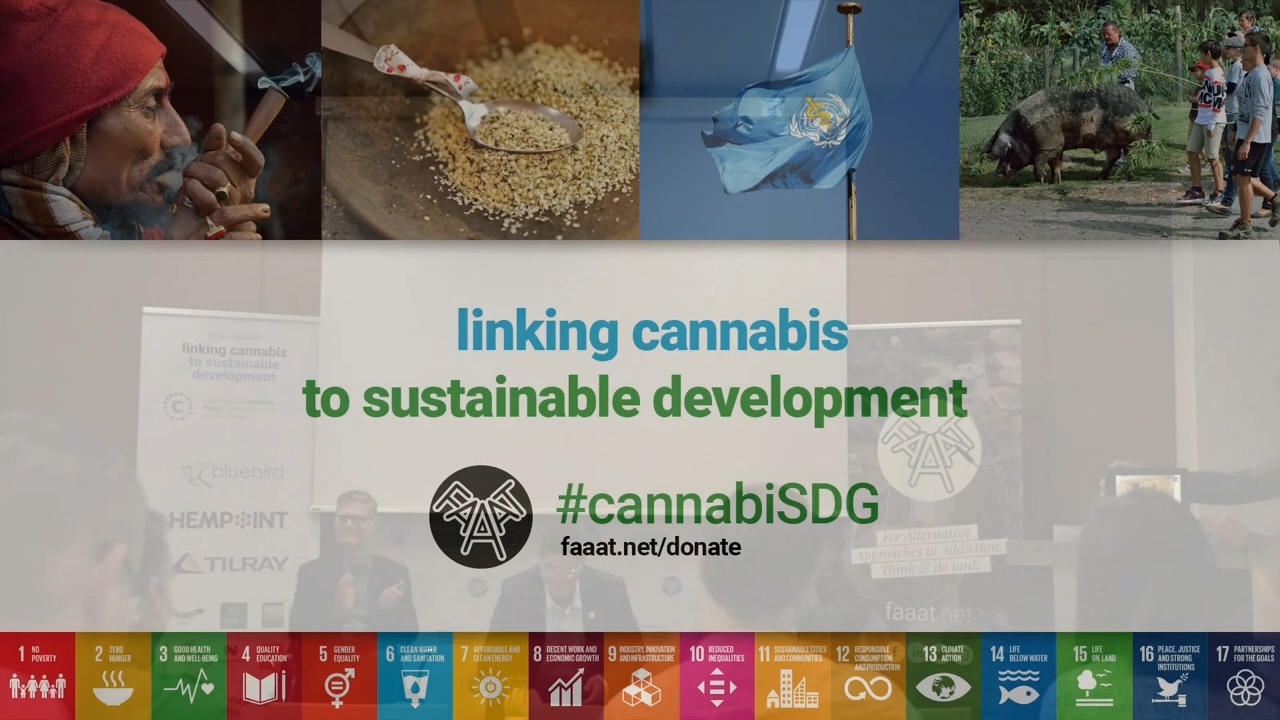 linking cannabis
to sustainable development
#cannabiSDG
faaat.net/donate
FAAAT
linking cannabis
to sustainable
development
C
bluebird
HEMPOINT
TILRAY
FAAAT
For Alternative
Approaches to Addiction,
Think & do tank
faaat.net
1 NO
POVERTY
2 ZERO
HUNGER
3 GOOD HEALTH
AND WELL-BEING
4 QUALITY
EDUCATION
5 GENDER
EQUALITY
6 CLEAN WATER
AND SANITATION
7 AFFORDABLE AND
CLEAN ENERGY
8 DECENT WORK AND
ECONOMIC GROWTH
9 INDUSTRY, INNOVATION
AND INFRASTRUCTURE
10 REDUCED
INEQUALITIES
11 SUSTAINABLE CITIES
AND COMMUNITIES
12 RESPONSIBLE
CONSUMPTION
AND PRODUCTION
13 CLIMATE
ACTION
14 LIFE
BELOW WATER
15 LIFE
ON LAND
16 PEACE, JUSTICE
AND STRONG
INSTITUTIONS
17 PARTNERSHIPS
FOR THE GOALS